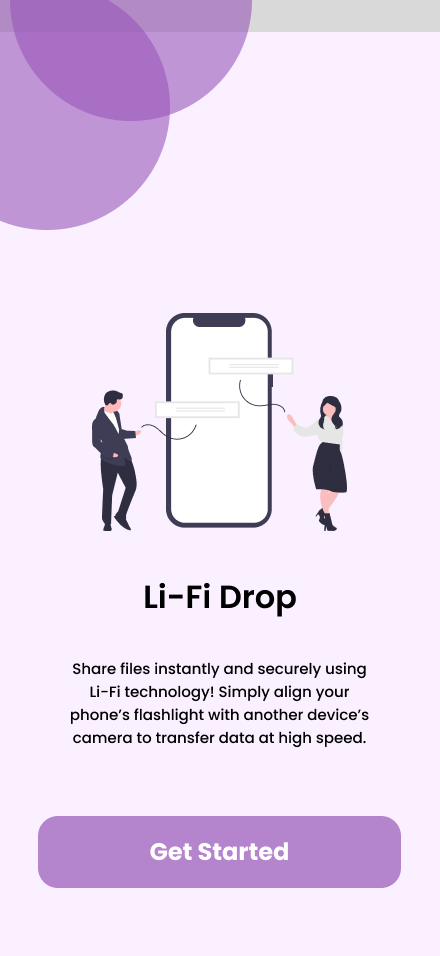 Li-Fi Drop
Share files instantly and securely using
Li-Fi technology! Simply align your
phone’s flashlight with another device’s
camera to transfer data at high speed.
Get Started